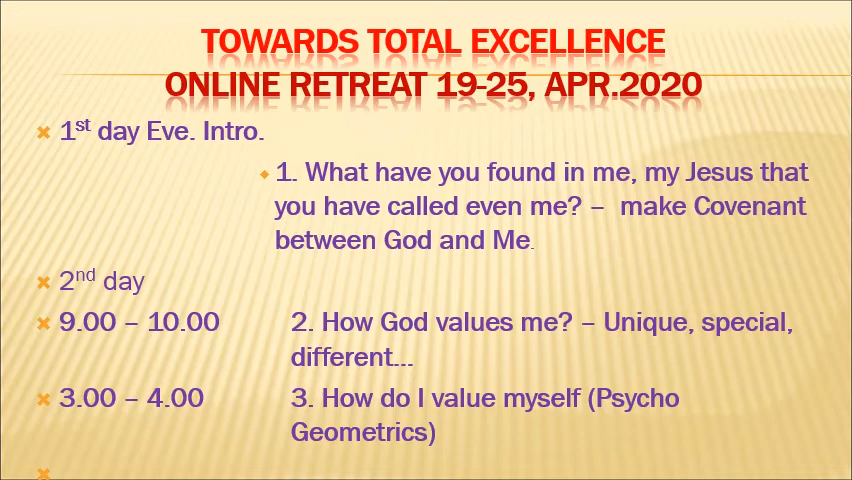 TOWARDS TOTAL EXCELLENCE
ONLINE RETREAT 19-25, APR.2020
1st day Eve. Intro.
1. What have you found in me, my Jesus that
you have called even me? – make Covenant
between God and Me.
2nd day
9.00 – 10.00 2. How God values me? – Unique, special,
different...
3.00 – 4.00 3. How do I value myself (Psycho
Geometrics)